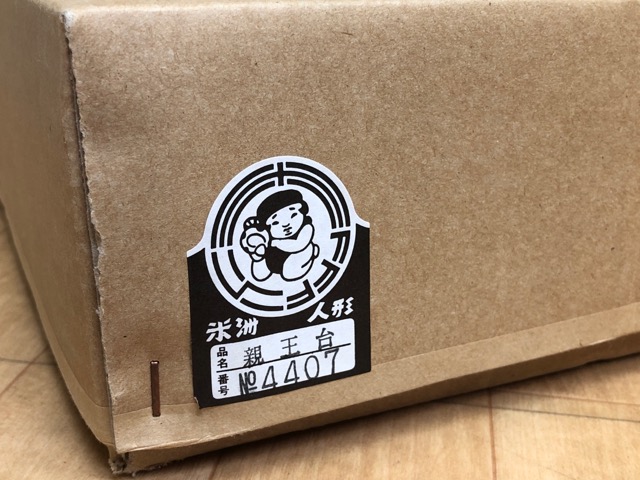 米洲 人形
品名 親王台
番号 №4407